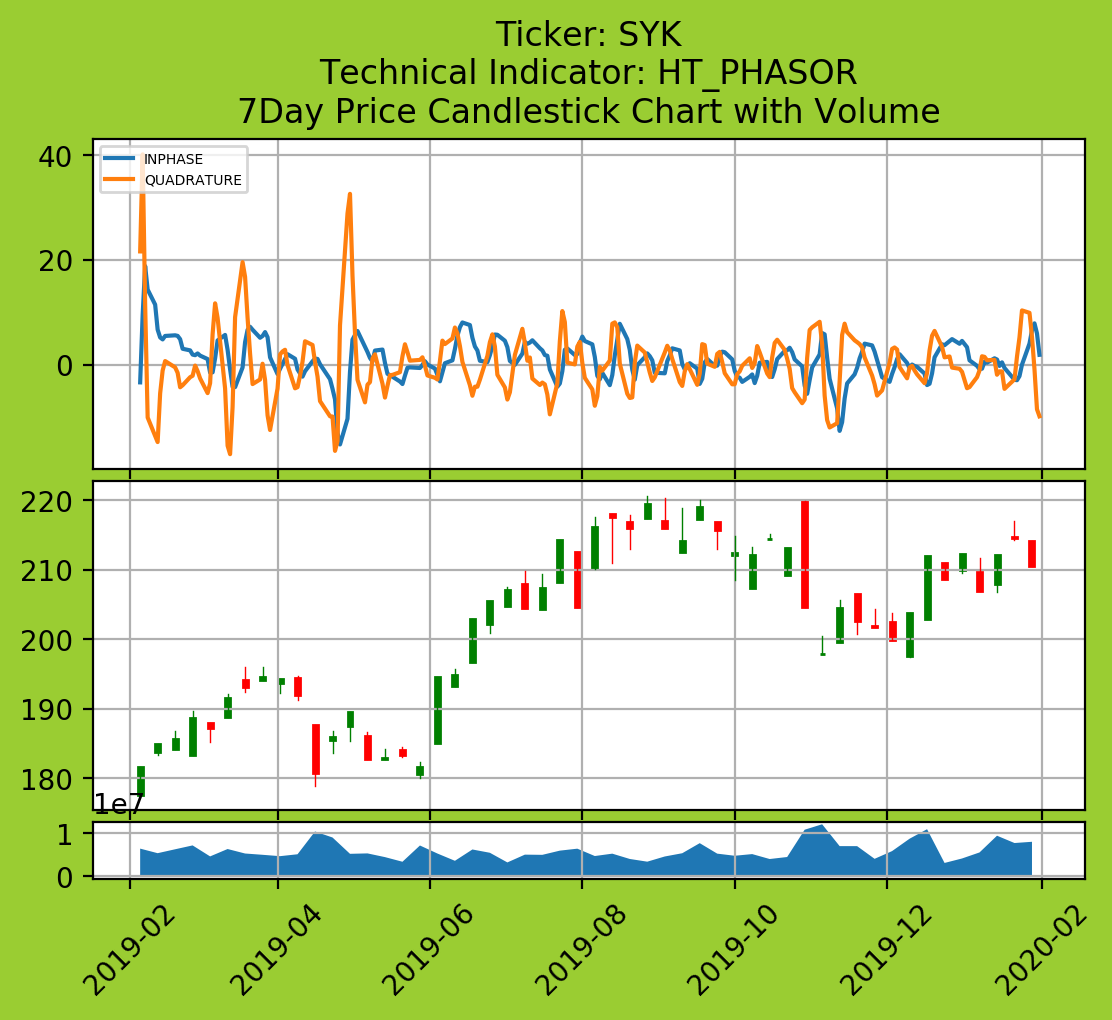 Ticker: SYK
Technical Indicator: HT_PHASOR
7Day Price Candlestick Chart with Volume
INPHASE
QUADRATURE
40
20
0
220
210
200
190
180
1e7
1
0
2019-02
2019-04
2019-06
2019-08
2019-10
2019-12
2020-02